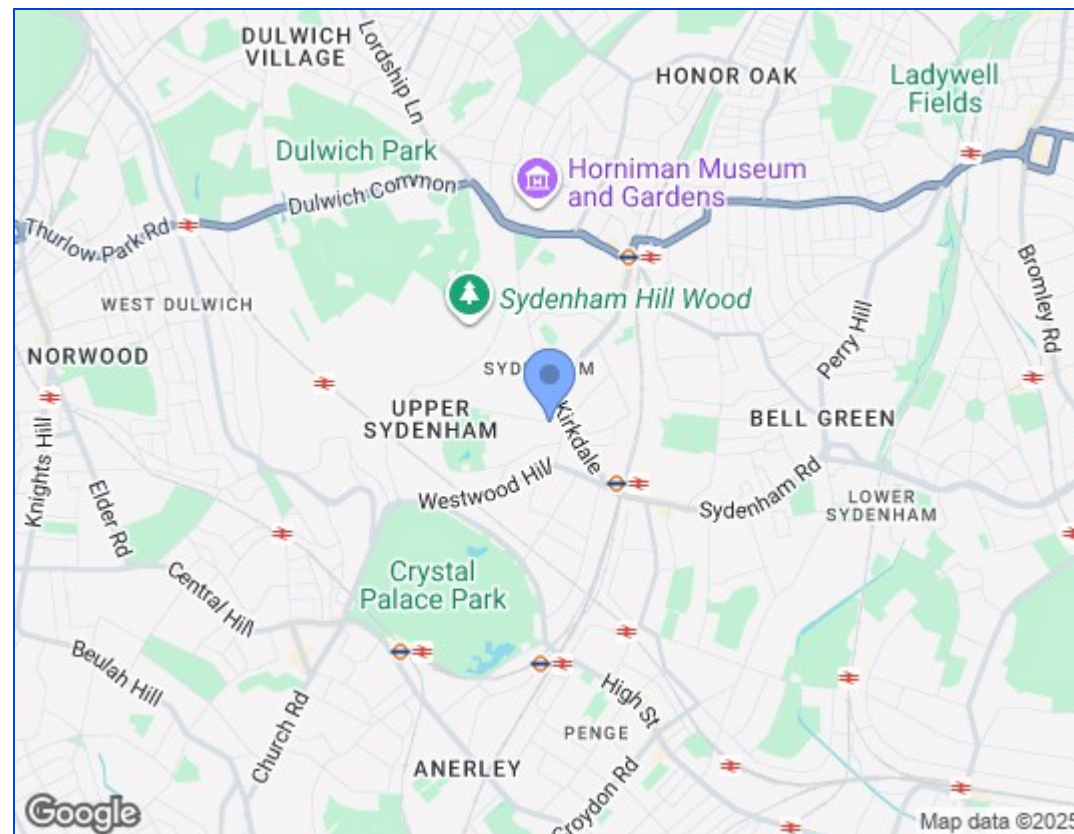 DULWICH
VILLAGE
Lordship Ln
HONOR OAK
Ladywell
Fields
Dulwich Park
Horniman Museum
and Gardens
Dulwich Common
Thurlow Park Rd
Bromley Rd
WEST DULWICH
Sydenham Hill Wood
Perry Hill
NORWOOD
UPPER
SYDENHAM
Kirkdale
BELL GREEN
Knights Hill
Elder Rd
Westwood Hill
Sydenham Rd
LOWER
SYDENHAM
Crystal
Palace Park
Central Hill
Beulah Hill
Church Rd
High St
PENGE
ANERLEY
Croydon Rd
Google
Map data ©2025